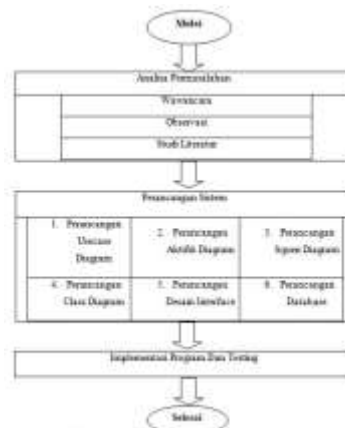 Mulai
Analisa Permasalahan
Wawancara
Observasi
Studi Literatur
Perancangan Sistem
1. Perancangan
Usecase
Diagram
2. Perancangan
Aktifiti Diagram
3. Perancangan
Squen Diagram
4. Perancangan
Class Diagram
5. Perancangan
Desain Interface
6. Perancangan
Database
Implementasi Program Dan Testing
Selesai